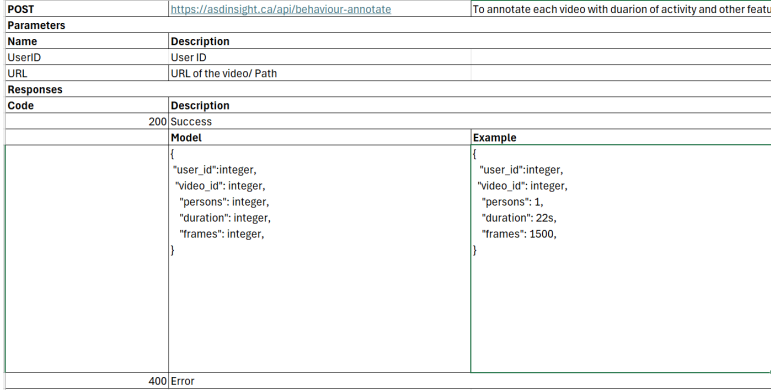 POST https://asdinsight.ca/api/behaviour-annotate To annotate each video with duarion of activity and other featu
Parameters
Name Description
UserID User ID
URL URL of the video/ Path
Responses
Code Description
200 Success
Model Example
{ {
"user_id":integer, "user_id":integer,
"video_id": integer, "video_id": integer,
"persons": integer, "persons": 1,
"duration": integer, "duration": 22s,
"frames": integer, "frames": 1500,
} }
400 Error